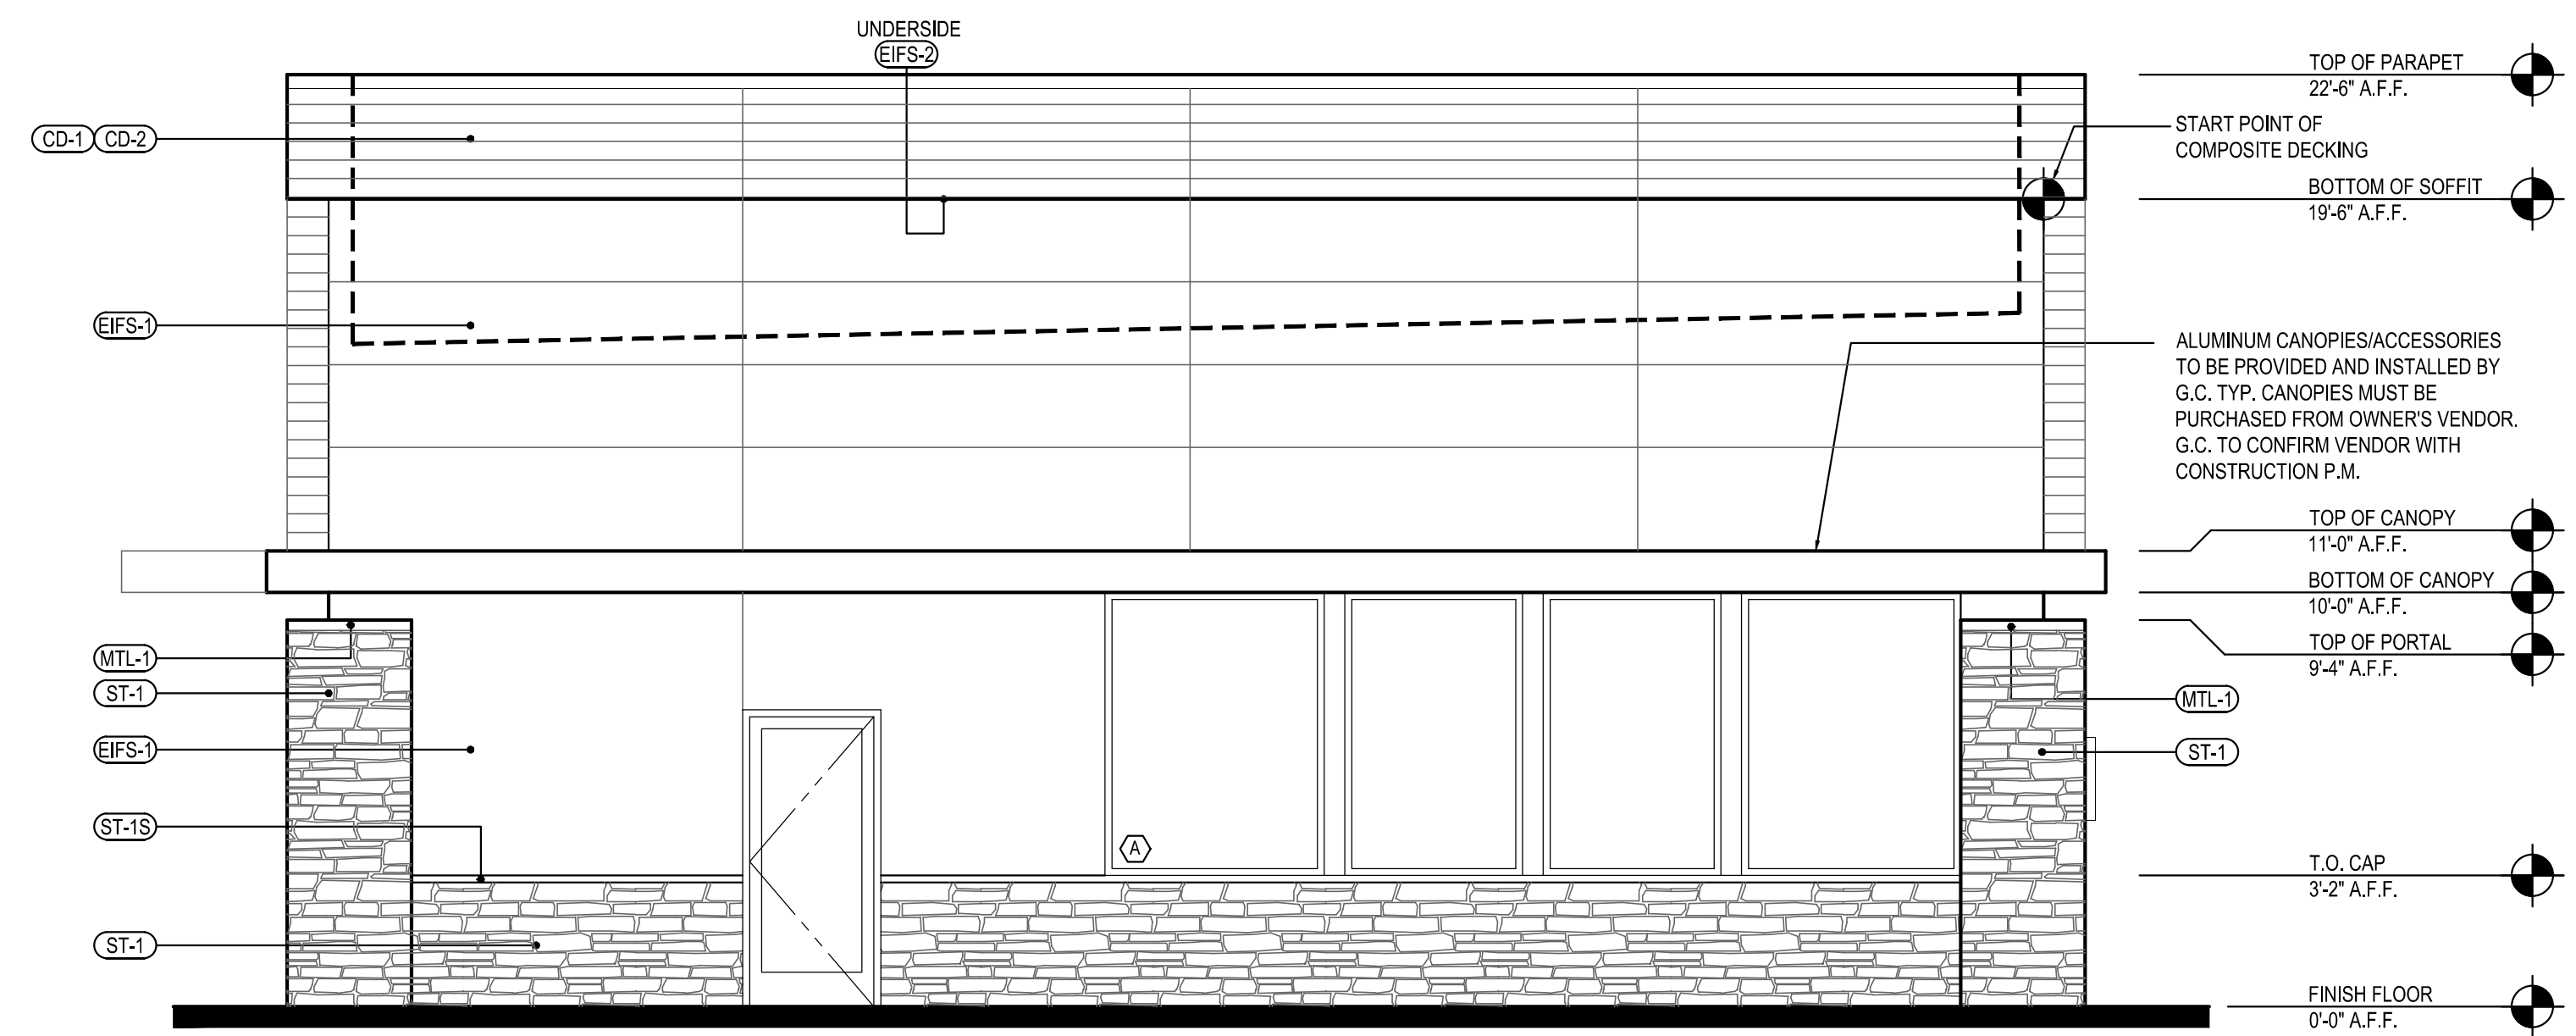 UNDERSIDE
EIFS-2
CD-1 CD-2
EIFS-1
MTL-1
ST-1
EIFS-1
ST-1S
ST-1
A
TOP OF PARAPET
22'-6" A.F.F.
START POINT OF
COMPOSITE DECKING
BOTTOM OF SOFFIT
19'-6" A.F.F.
ALUMINUM CANOPIES/ACCESSORIES
TO BE PROVIDED AND INSTALLED BY
G.C. TYP. CANOPIES MUST BE
PURCHASED FROM OWNER'S VENDOR.
G.C. TO CONFIRM VENDOR WITH
CONSTRUCTION P.M.
TOP OF CANOPY
11'-0" A.F.F.
BOTTOM OF CANOPY
10'-0" A.F.F.
TOP OF PORTAL
9'-4" A.F.F.
MTL-1
ST-1
T.O. CAP
3'-2" A.F.F.
FINISH FLOOR
0'-0" A.F.F.